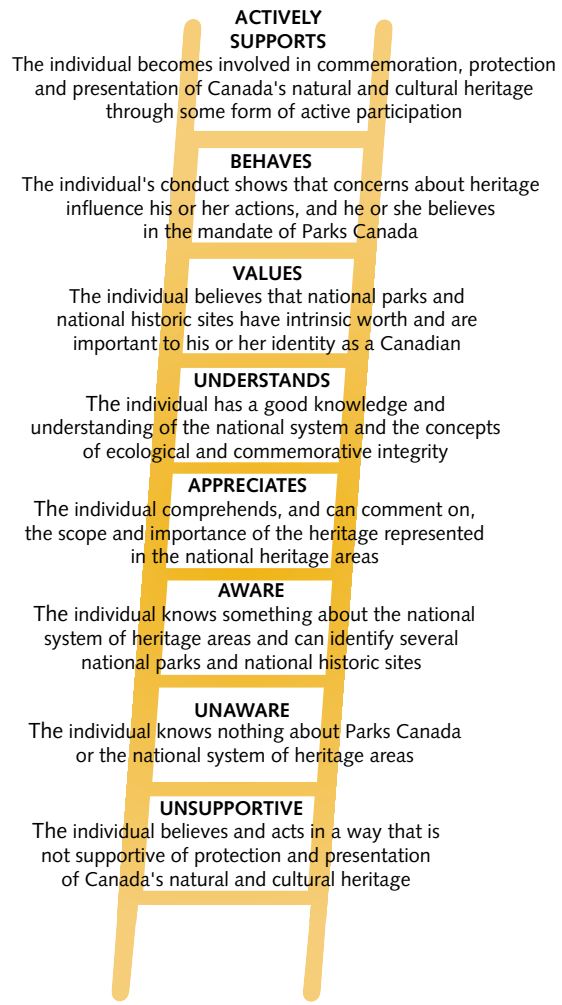 ACTIVELY
SUPPORTS
The individual becomes involved in commemoration, protection
and presentation of Canada's natural and cultural heritage
through some form of active participation
BEHAVES
The individual's conduct shows that concerns about heritage
influence his or her actions, and he or she believes
in the mandate of Parks Canada
VALUES
The individual believes that national parks and
national historic sites have intrinsic worth and are
important to his or her identity as a Canadian
UNDERSTANDS
The individual has a good knowledge and
understanding of the national system and the concepts
of ecological and commemorative integrity
APPRECIATES
The individual comprehends, and can comment on,
the scope and importance of the heritage represented
in the national heritage areas
AWARE
The individual knows something about the national
system of heritage areas and can identify several
national parks and national historic sites
UNAWARE
The individual knows nothing about Parks Canada
or the national system of heritage areas
UNSUPPORTIVE
The individual believes and acts in a way that is
not supportive of protection and presentation
of Canada's natural and cultural heritage